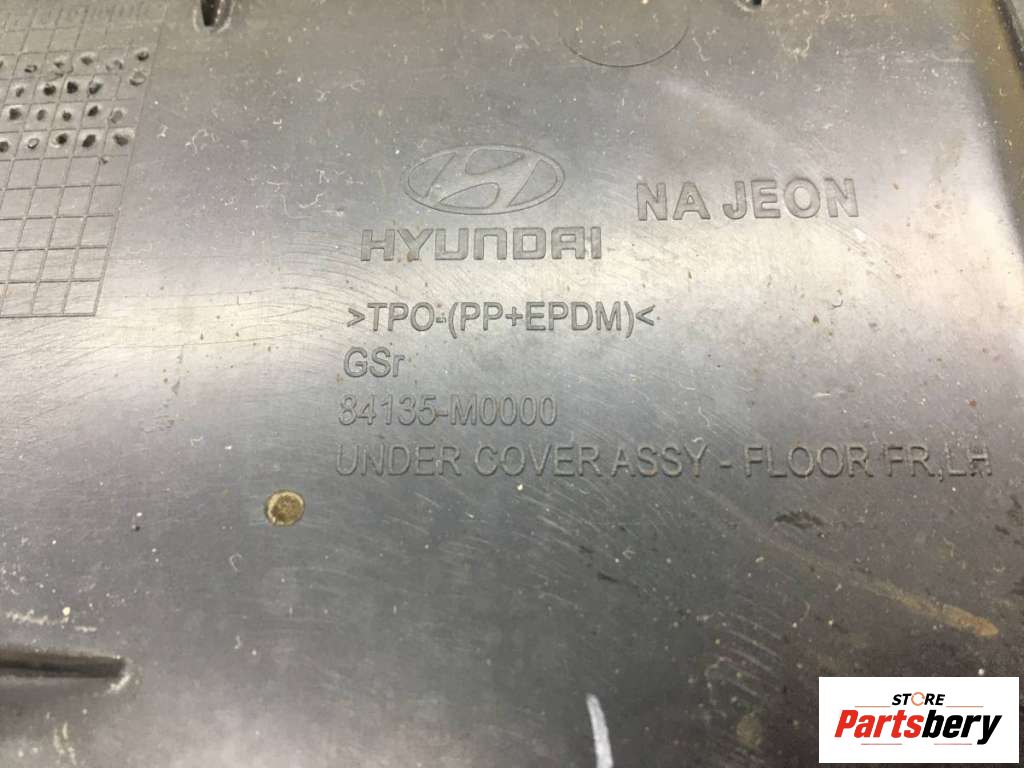 HYUNDAI
NA JEON
>TPO-(PP+EPDM)<
GSr
84135-M0000
UNDER COVER ASSY - FLOOR FR,LH
STORE
Partsbery